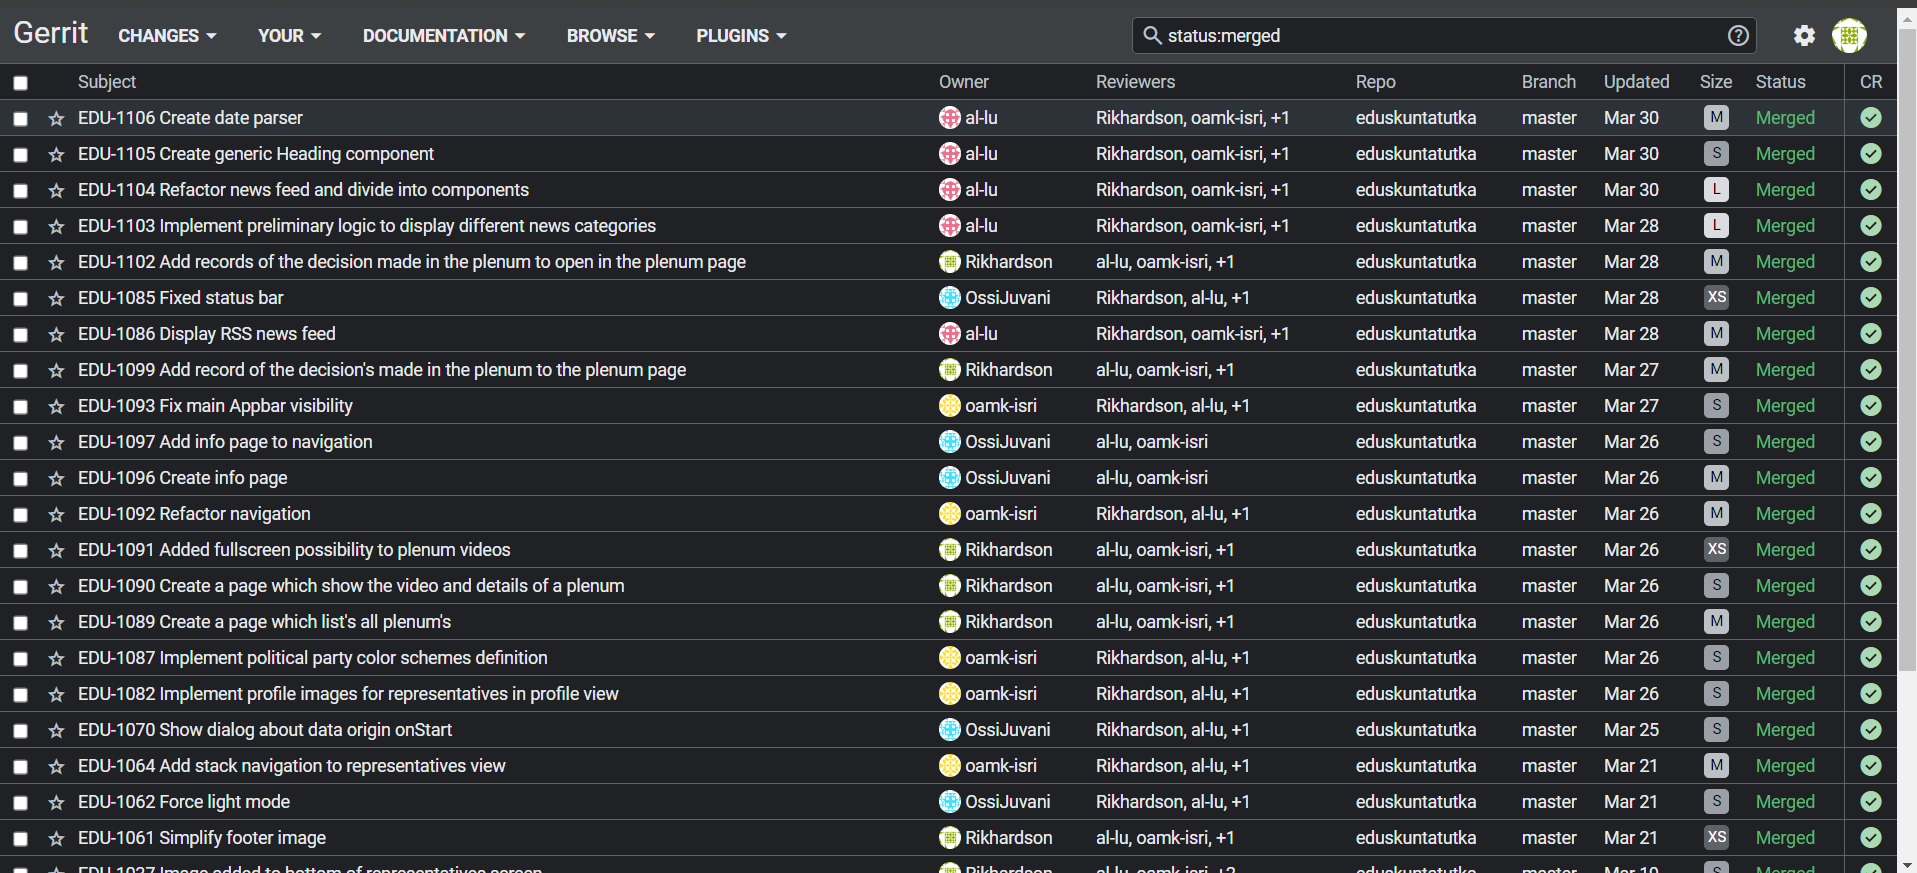 Gerrit CHANGES YOUR DOCUMENTATION BROWSE PLUGINS status:merged
Subject Owner Reviewers Repo Branch Updated Size Status CR
EDU-1106 Create date parser al-lu Rikhardson, oamk-isri, +1 eduskuntatutka master Mar 30 M Merged
EDU-1105 Create generic Heading component al-lu Rikhardson, oamk-isri, +1 eduskuntatutka master Mar 30 S Merged
EDU-1104 Refactor news feed and divide into components al-lu Rikhardson, oamk-isri, +1 eduskuntatutka master Mar 30 L Merged
EDU-1103 Implement preliminary logic to display different news categories al-lu Rikhardson, oamk-isri, +1 eduskuntatutka master Mar 28 L Merged
EDU-1102 Add records of the decision made in the plenum to open in the plenum page Rikhardson al-lu, oamk-isri, +1 eduskuntatutka master Mar 28 M Merged
EDU-1085 Fixed status bar OssiJuvani Rikhardson, al-lu, +1 eduskuntatutka master Mar 28 XS Merged
EDU-1086 Display RSS news feed al-lu Rikhardson, oamk-isri, +1 eduskuntatutka master Mar 28 M Merged
EDU-1099 Add record of the decision's made in the plenum to the plenum page Rikhardson al-lu, oamk-isri, +1 eduskuntatutka master Mar 27 M Merged
EDU-1093 Fix main Appbar visibility oamk-isri Rikhardson, al-lu, +1 eduskuntatutka master Mar 27 S Merged
EDU-1097 Add info page to navigation OssiJuvani al-lu, oamk-isri eduskuntatutka master Mar 26 S Merged
EDU-1096 Create info page OssiJuvani al-lu, oamk-isri eduskuntatutka master Mar 26 M Merged
EDU-1092 Refactor navigation oamk-isri Rikhardson, al-lu, +1 eduskuntatutka master Mar 26 M Merged
EDU-1091 Added fullscreen possibility to plenum videos Rikhardson al-lu, oamk-isri, +1 eduskuntatutka master Mar 26 XS Merged
EDU-1090 Create a page which show the video and details of a plenum Rikhardson al-lu, oamk-isri, +1 eduskuntatutka master Mar 26 S Merged
EDU-1089 Create a page which list's all plenum's Rikhardson al-lu, oamk-isri, +1 eduskuntatutka master Mar 26 M Merged
EDU-1087 Implement political party color schemes definition oamk-isri Rikhardson, al-lu, +1 eduskuntatutka master Mar 26 S Merged
EDU-1082 Implement profile images for representatives in profile view oamk-isri Rikhardson, al-lu, +1 eduskuntatutka master Mar 26 S Merged
EDU-1070 Show dialog about data origin onStart OssiJuvani Rikhardson, al-lu, +1 eduskuntatutka master Mar 25 S Merged
EDU-1064 Add stack navigation to representatives view oamk-isri Rikhardson, al-lu, +1 eduskuntatutka master Mar 21 M Merged
EDU-1062 Force light mode OssiJuvani Rikhardson, al-lu, +1 eduskuntatutka master Mar 21 S Merged
EDU-1061 Simplify footer image Rikhardson al-lu, oamk-isri, +1 eduskuntatutka master Mar 21 XS Merged
Image added to bottom of representatives screen Rikhardson al-lu, oamk-isri, eduskuntatutka master Mar Merged